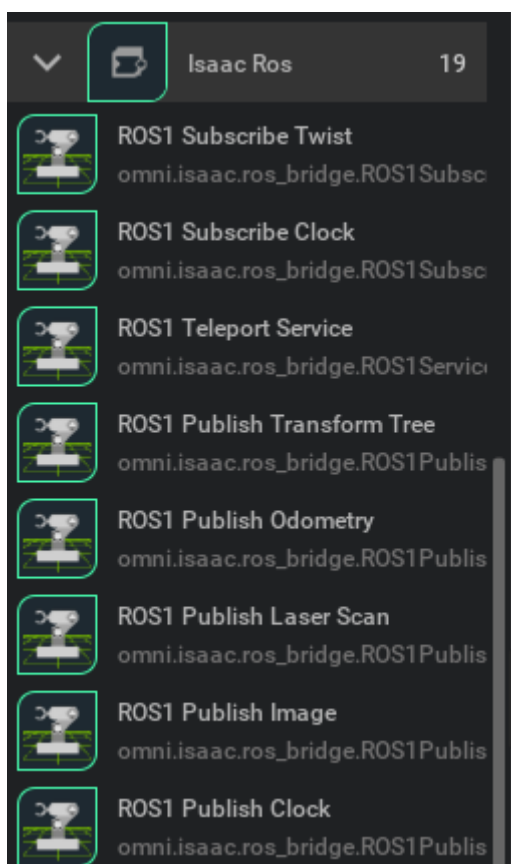 Isaac Ros 19
ROS1 Subscribe Twist
omni.isaac.ros_bridge.ROS1Subsc
ROS1 Subscribe Clock
omni.isaac.ros_bridge.ROS1Subsc
ROS1 Teleport Service
omni.isaac.ros_bridge.ROS1Servic
ROS1 Publish Transform Tree
omni.isaac.ros_bridge.ROS1Publis
ROS1 Publish Odometry
omni.isaac.ros_bridge.ROS1Publis
ROS1 Publish Laser Scan
omni.isaac.ros_bridge.ROS1Publis
ROS1 Publish Image
omni.isaac.ros_bridge.ROS1Publis
ROS1 Publish Clock
omni.isaac.ros_bridge.ROS1Publis